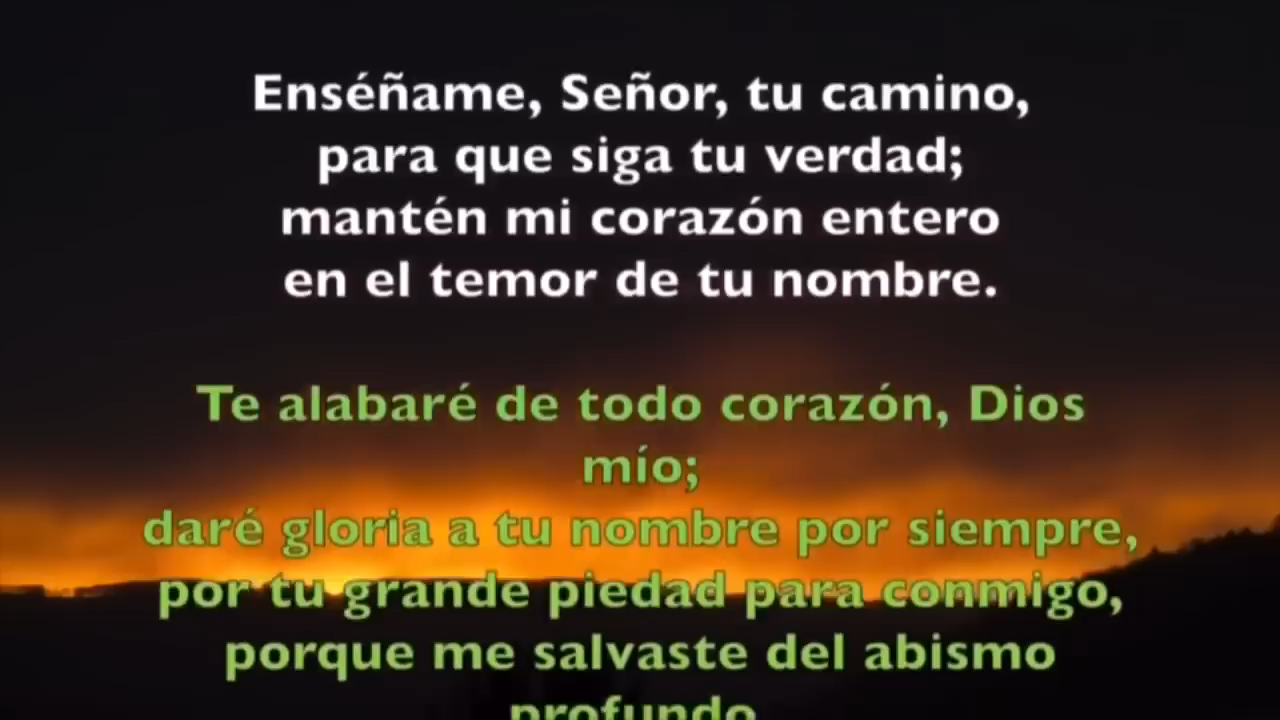 Enséñame, Señor, tu camino,
para que siga tu verdad;
mantén mi corazón entero
en el temor de tu nombre.
Te alabaré de todo corazón, Dios
mío;
daré gloria a tu nombre por siempre,
por tu grande piedad para conmigo,
porque me salvaste del abismo
profundo